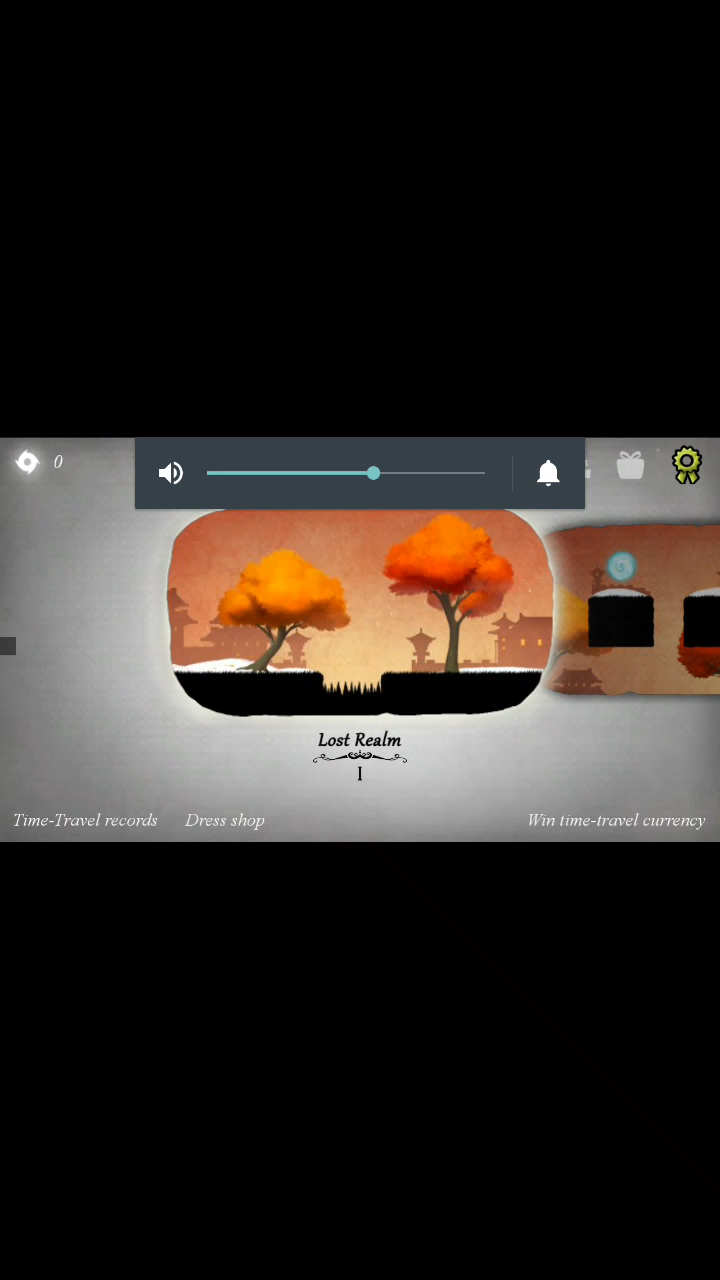 0
Lost Realm
I
Time-Travel records
Dress shop
Win time-travel currency